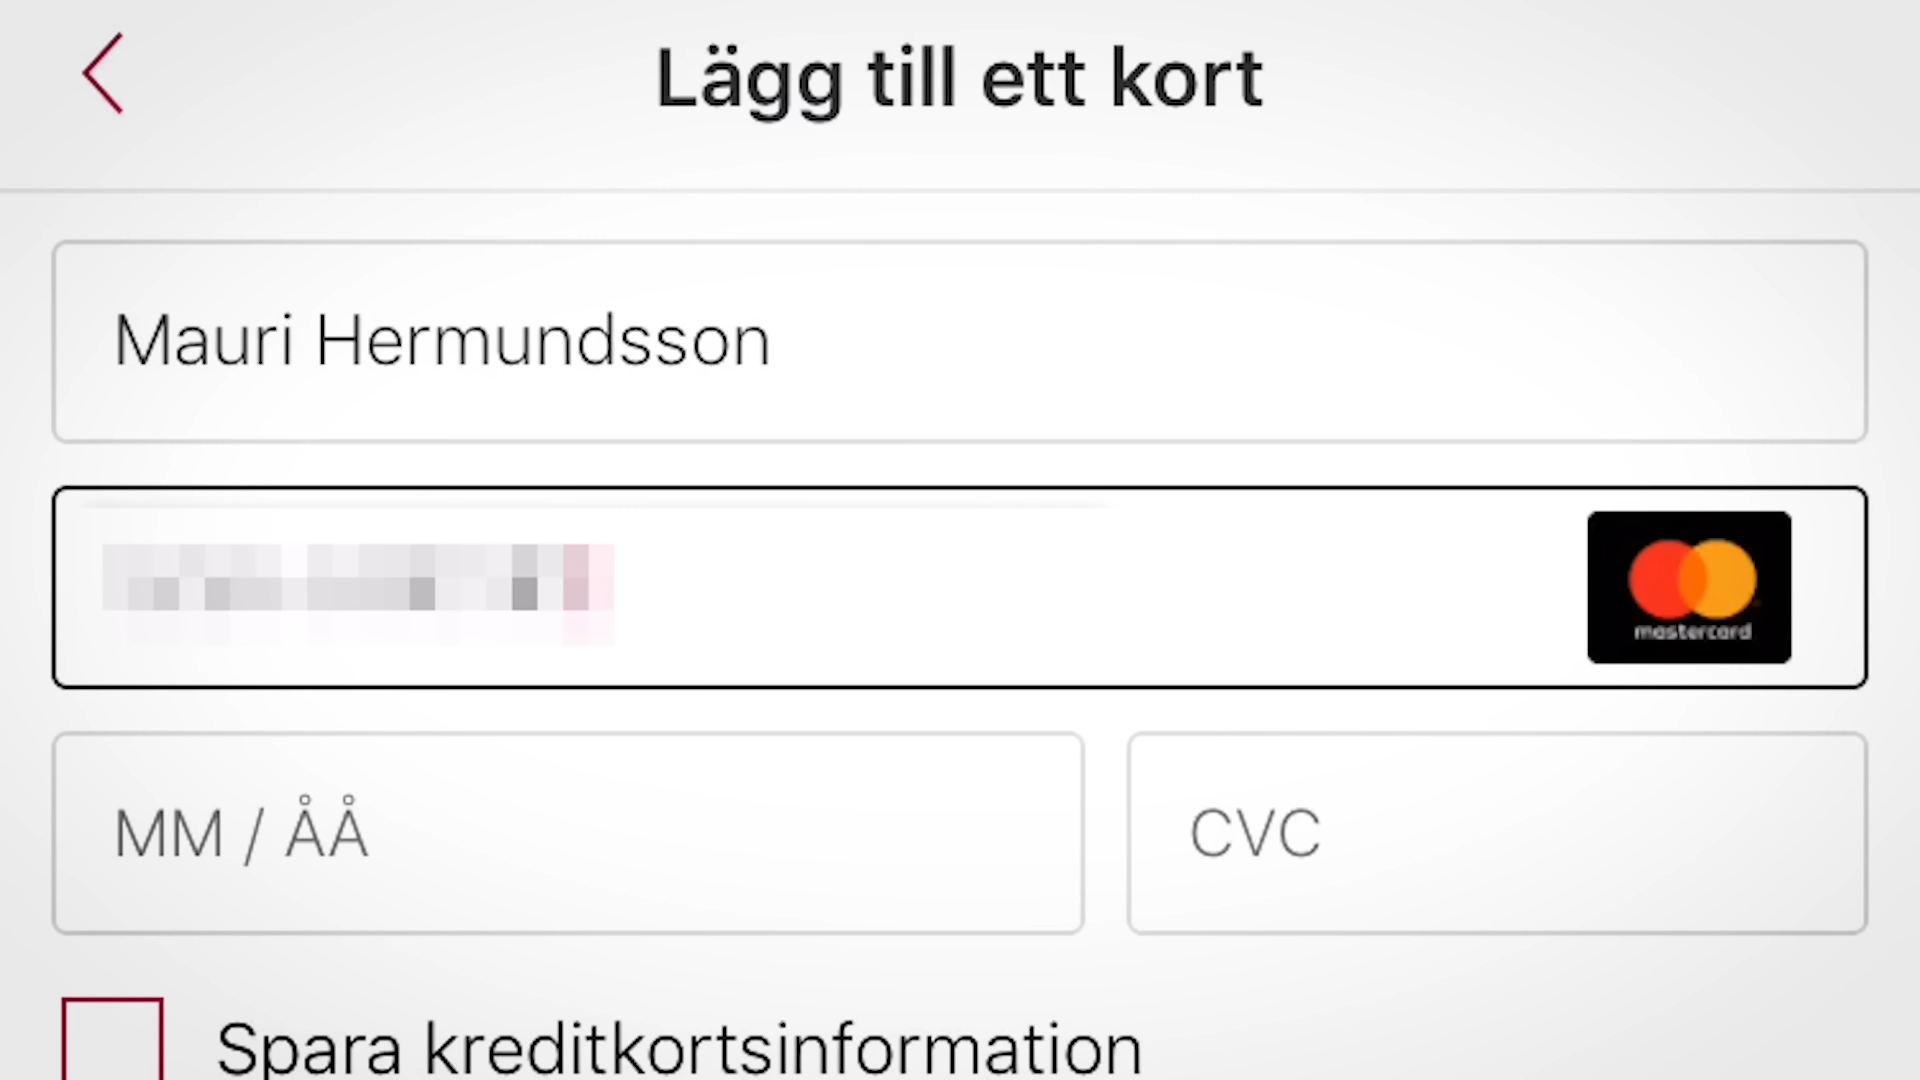 Lägg till ett kort
Mauri Hermundsson
mastercard
MM / ÅÅ
CVC
Spara kreditkortsinformation